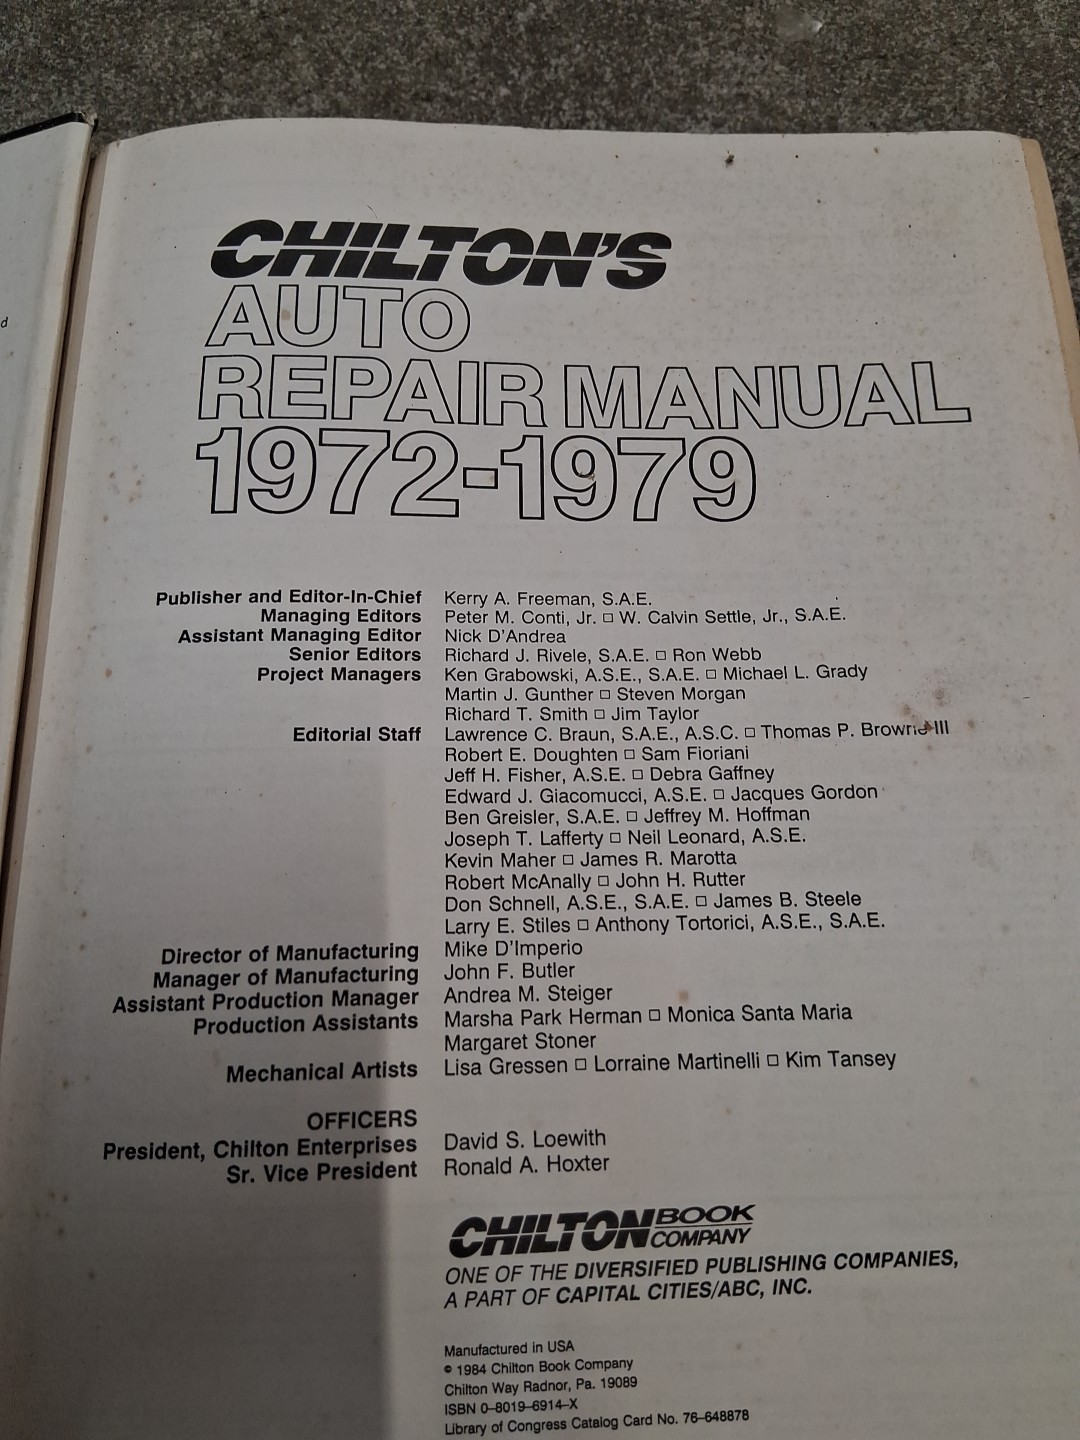 d
CHILTON'S
AUTO
REPAIR MANUAL
1972-1979
Publisher and Editor-In-Chief Kerry A. Freeman, S.A.E.
Managing Editors Peter M. Conti, Jr. □ W. Calvin Settle, Jr., S.A.E.
Assistant Managing Editor Nick D'Andrea
Senior Editors Richard J. Rivele, S.A.E. □ Ron Webb
Project Managers Ken Grabowski, A.S.E., S.A.E. □ Michael L. Grady
Martin J. Gunther □ Steven Morgan
Richard T. Smith □ Jim Taylor
Editorial Staff Lawrence C. Braun, S.A.E., A.S.C. □ Thomas P. Browne III
Robert E. Doughten □ Sam Fioriani
Jeff H. Fisher, A.S.E. □ Debra Gaffney
Edward J. Giacomucci, A.S.E. □ Jacques Gordon
Ben Greisler, S.A.E. □ Jeffrey M. Hoffman
Joseph T. Lafferty □ Neil Leonard, A.S.E.
Kevin Maher □ James R. Marotta
Robert McAnally □ John H. Rutter
Don Schnell, A.S.E., S.A.E. □ James B. Steele
Larry E. Stiles □ Anthony Tortorici, A.S.E., S.A.E.
Director of Manufacturing Mike D'Imperio
Manager of Manufacturing John F. Butler
Assistant Production Manager Andrea M. Steiger
Production Assistants Marsha Park Herman □ Monica Santa Maria
Margaret Stoner
Mechanical Artists Lisa Gressen □ Lorraine Martinelli □ Kim Tansey
OFFICERS
President, Chilton Enterprises David S. Loewith
Sr. Vice President Ronald A. Hoxter
CHILTON BOOK COMPANY
ONE OF THE DIVERSIFIED PUBLISHING COMPANIES,
A PART OF CAPITAL CITIES/ABC, INC.
Manufactured in USA
© 1984 Chilton Book Company
Chilton Way Radnor, Pa. 19089
ISBN 0–8019–6914–X
Library of Congress Catalog Card No. 76–648878